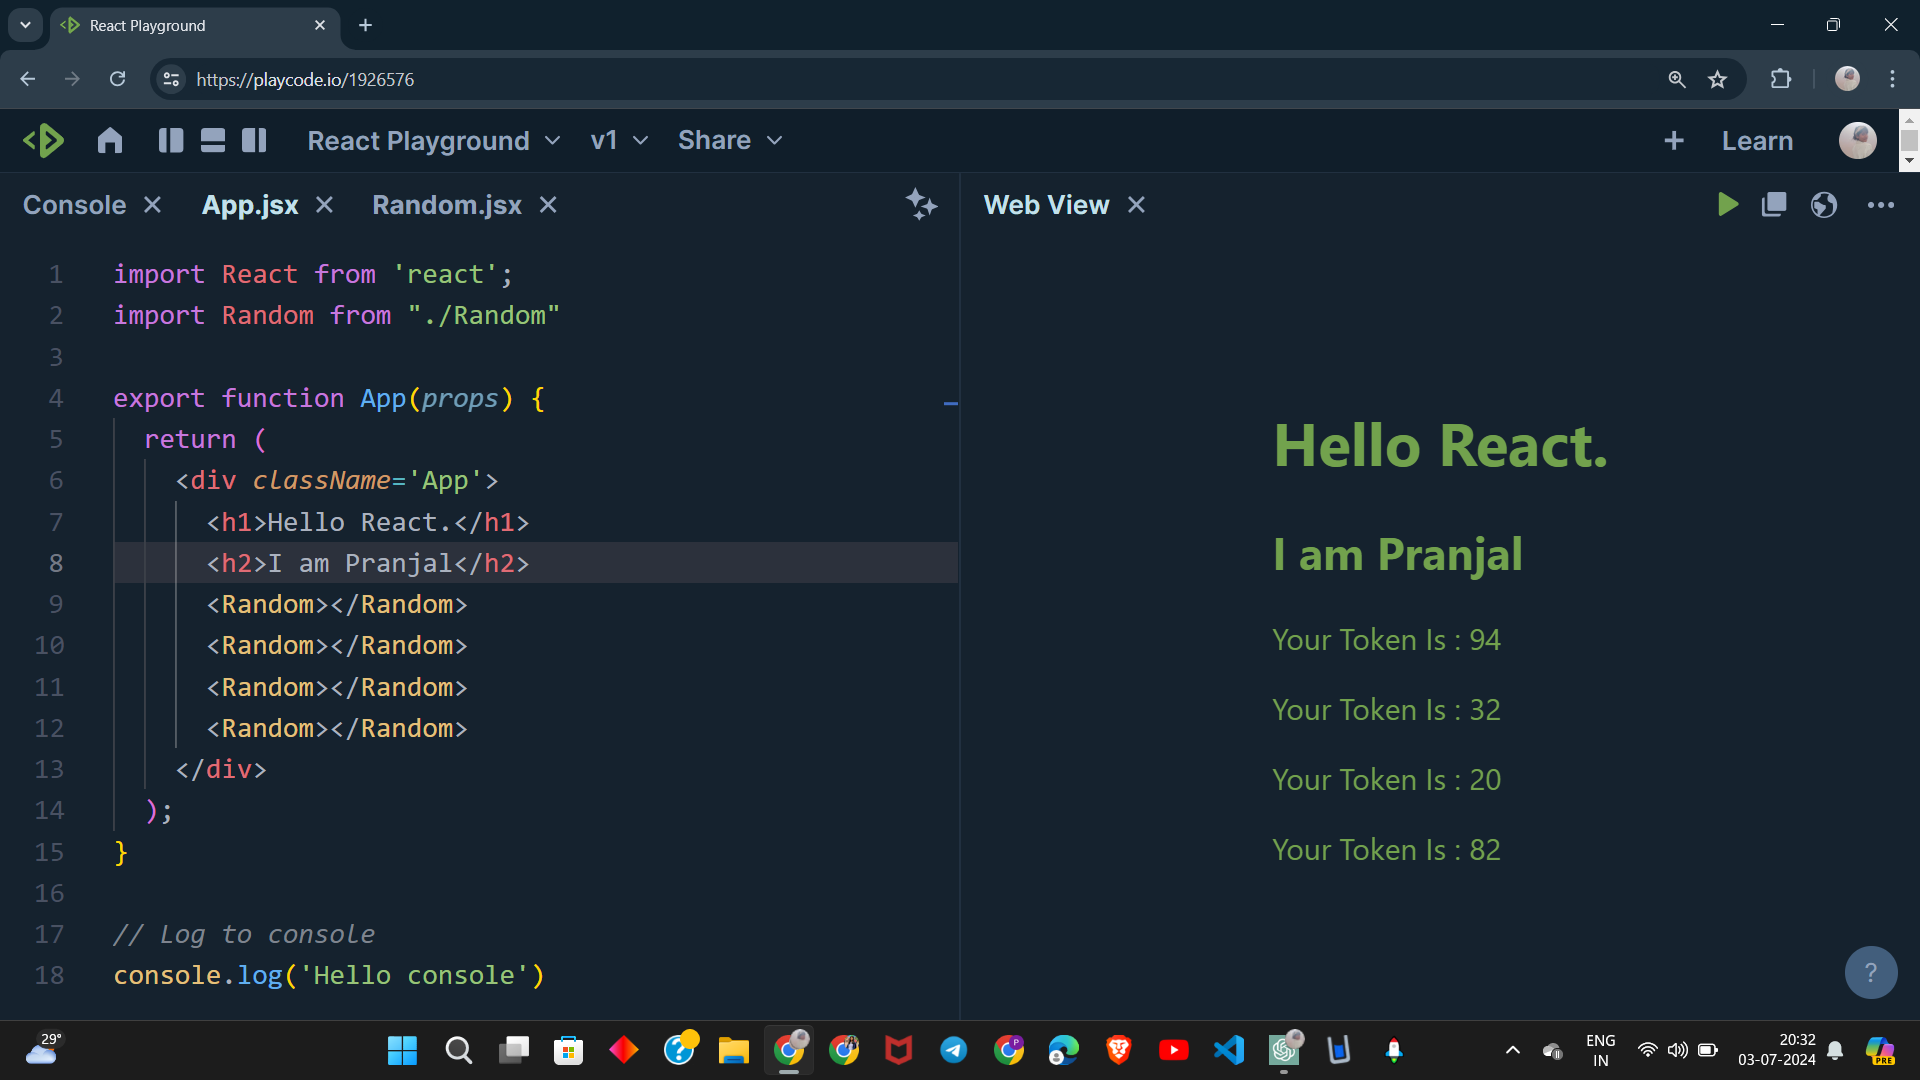 React Playground
https://playcode.io/1926576
React Playground v1 Share + Learn
Console App.jsx Random.jsx
Web View
1 import React from 'react';
2 import Random from "./Random"
3
4 export function App(props) {
5 return (
6 <div className='App'>
7 <h1>Hello React.</h1>
8 <h2>I am Pranjal</h2>
9 <Random></Random>
10 <Random></Random>
11 <Random></Random>
12 <Random></Random>
13 </div>
14 );
15 }
16
17 // Log to console
18 console.log('Hello console')
Hello React.
I am Pranjal
Your Token Is : 94
Your Token Is : 32
Your Token Is : 20
Your Token Is : 82
?
29°
ENG
IN
20:32
03-07-2024
PRE